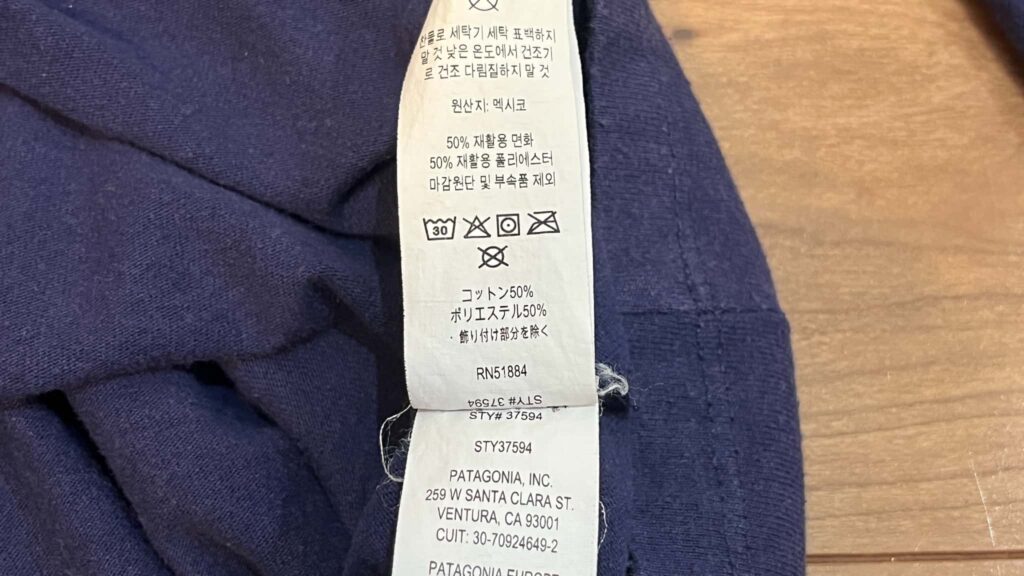 찬물로 세탁기 세탁 표백하지
말 것 낮은 온도에서 건조기
로 건조 다림질하지 말 것
원산지: 멕시코
50% 재활용 면화
50% 재활용 폴리에스터
마감원단 및 부속품 제외
30
コットン50%
ポリエステル50%
・飾り付け部分を除く
RN51884
STY# 37594
STY# 37594
STY37594
PATAGONIA, INC.
259 W SANTA CLARA ST.
VENTURA, CA 93001
CUIT: 30-70924649-2
PATAGONIA EUROPE